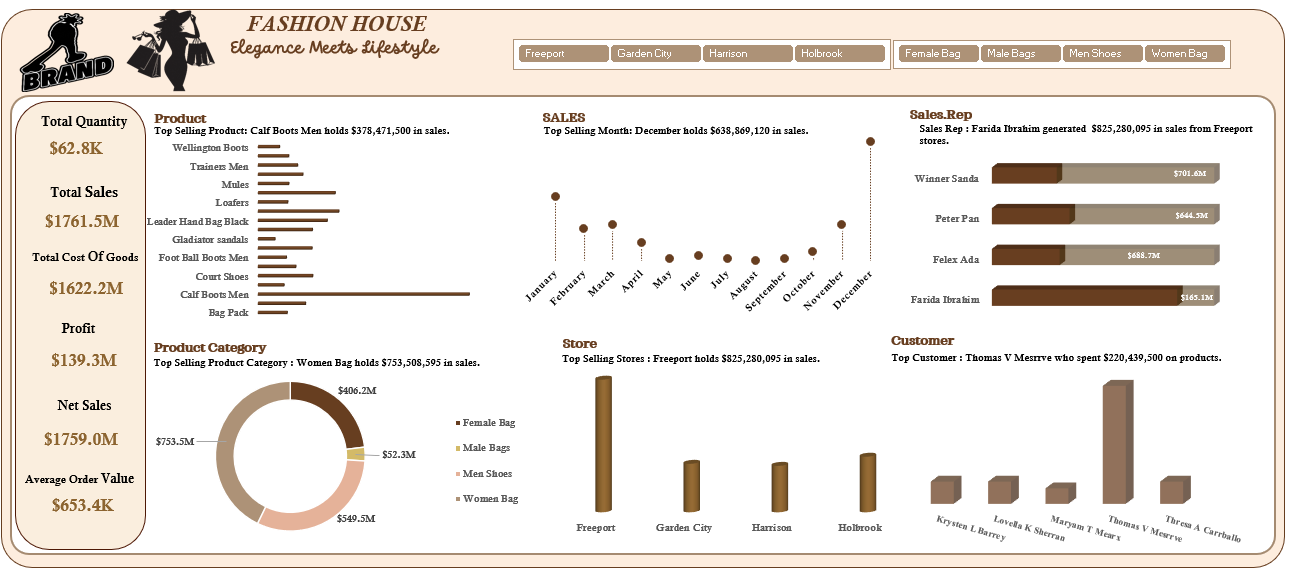 BRAND
FASHION HOUSE
Elegance Meets Lifestyle
Freeport
Garden City
Harrison
Holbrook
Female Bag
Male Bags
Men Shoes
Women Bag
Total Quantity
$62.8K
Total Sales
$1761.5M
Total Cost Of Goods
$1622.2M
Profit
$139.3M
Net Sales
$1759.0M
Average Order Value
$653.4K
Product
Top Selling Product: Calf Boots Men holds $378,471,500 in sales.
Wellington Boots
Trainers Men
Mules
Loafers
Leader Hand Bag Black
Gladiator sandals
Foot Ball Boots Men
Court Shoes
Calf Boots Men
Bag Pack
SALES
Top Selling Month: December holds $638,869,120 in sales.
January
February
March
April
May
June
July
August
September
October
November
December
Sales.Rep
Sales Rep : Farida Ibrahim generated $825,280,095 in sales from Freeport
stores.
Winner Sanda
$701.6M
Peter Pan
$644.5M
Felex Ada
$688.7M
Farida Ibrahim
$165.1M
Product Category
Top Selling Product Category : Women Bag holds $753,508,595 in sales.
$406.2M
$753.5M
$52.3M
$549.5M
Female Bag
Male Bags
Men Shoes
Women Bag
Store
Top Selling Stores : Freeport holds $825,280,095 in sales.
Freeport
Garden City
Harrison
Holbrook
Customer
Top Customer : Thomas V Mesrrve who spent $220,439,500 on products.
Krysten L Barrey
Lovella K Sherran
Maryam T Mearx
Thomas V Mesrrve
Thresa A Carrballo